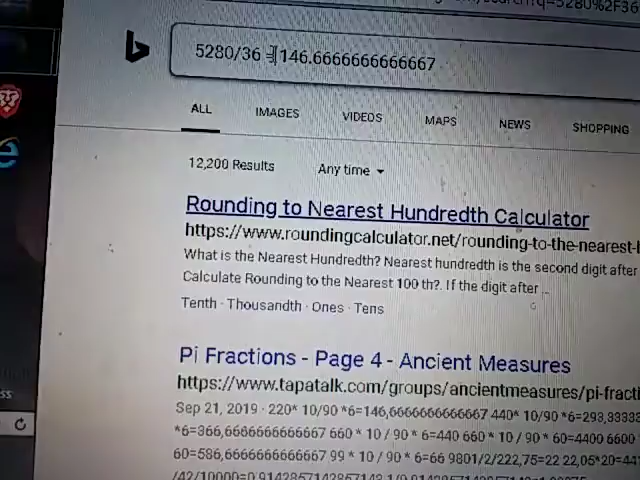 5280/36 = 146.6666666666667
ALL IMAGES VIDEOS MAPS NEWS SHOPPING
12,200 Results Any time
Rounding to Nearest Hundredth Calculator
https://www.roundingcalculator.net/rounding-to-the-nearest-
What is the Nearest Hundredth? Nearest hundredth is the second digit after
Calculate Rounding to the Nearest 100 th?. If the digit after ...
Tenth · Thousandth · Ones · Tens
Pi Fractions - Page 4 - Ancient Measures
https://www.tapatalk.com/groups/ancientmeasures/pi-fracti
Sep 21, 2019 · 220* 10/90 *6=146,6666666666667 440* 10/90 *6=293,33333
*6=366,6666666666667 660 * 10 / 90 * 6=440 660 * 10 / 90 * 60=4400 6600
60=586,6666666666667 99 * 10 / 90 * 6=66 9801/2/222,75=22 22,05*20=44